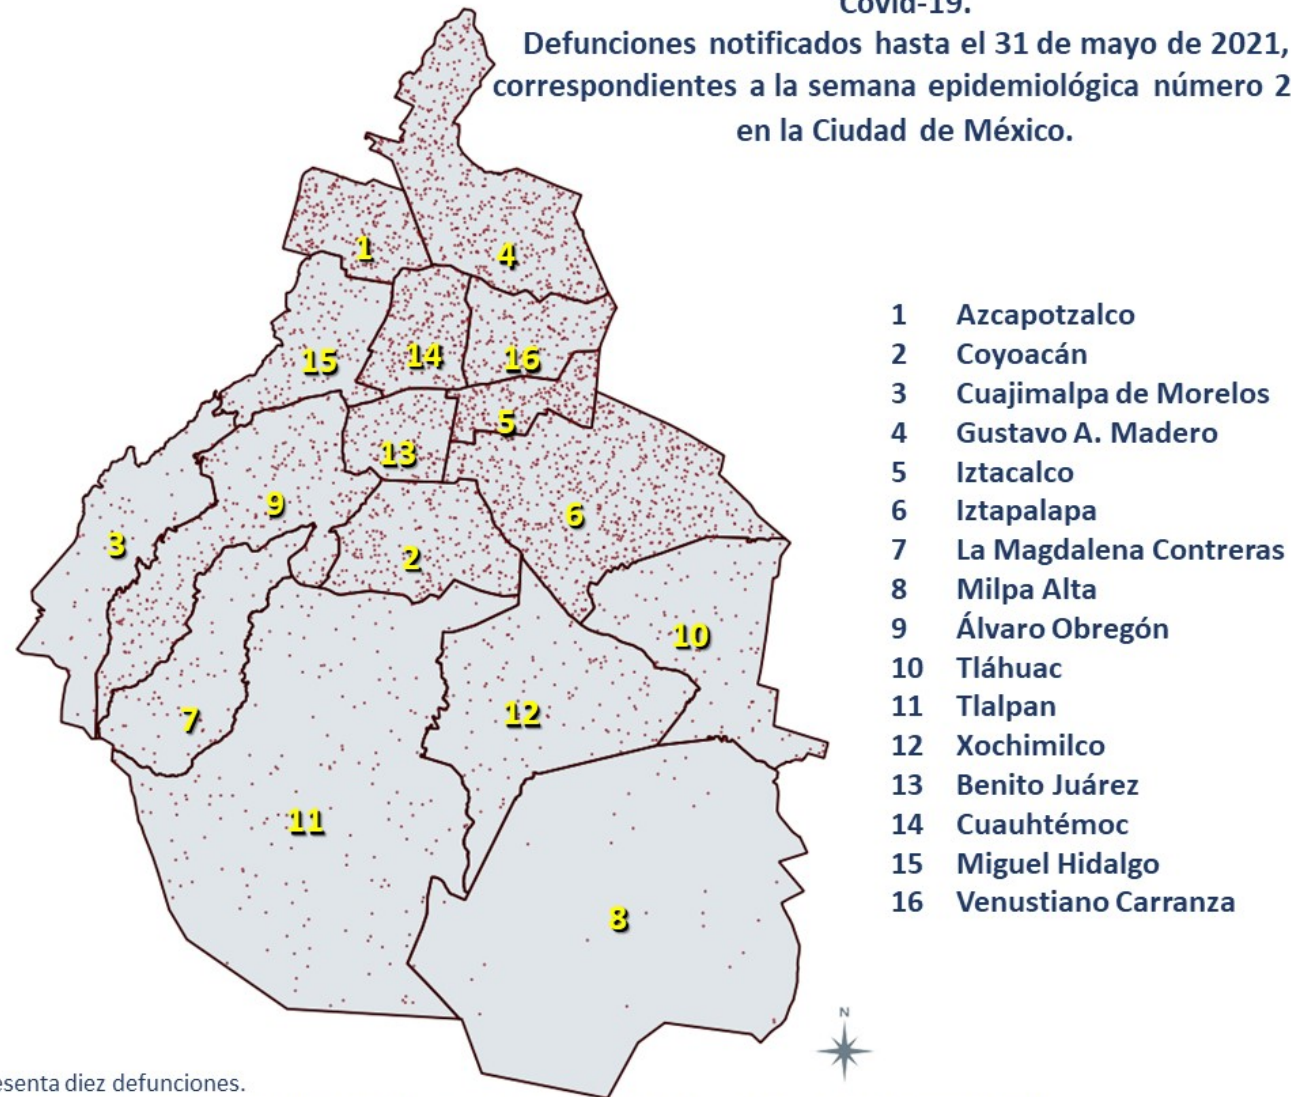 Covid-19.
Defunciones notificados hasta el 31 de mayo de 2021,
correspondientes a la semana epidemiológica número 2
en la Ciudad de México.
1
4
15
14
16
5
13
9
6
3
2
10
7
12
11
8
1 Azcapotzalco
2 Coyoacán
3 Cuajimalpa de Morelos
4 Gustavo A. Madero
5 Iztacalco
6 Iztapalapa
7 La Magdalena Contreras
8 Milpa Alta
9 Álvaro Obregón
10 Tláhuac
11 Tlalpan
12 Xochimilco
13 Benito Juárez
14 Cuauhtémoc
15 Miguel Hidalgo
16 Venustiano Carranza
N
esenta diez defunciones.